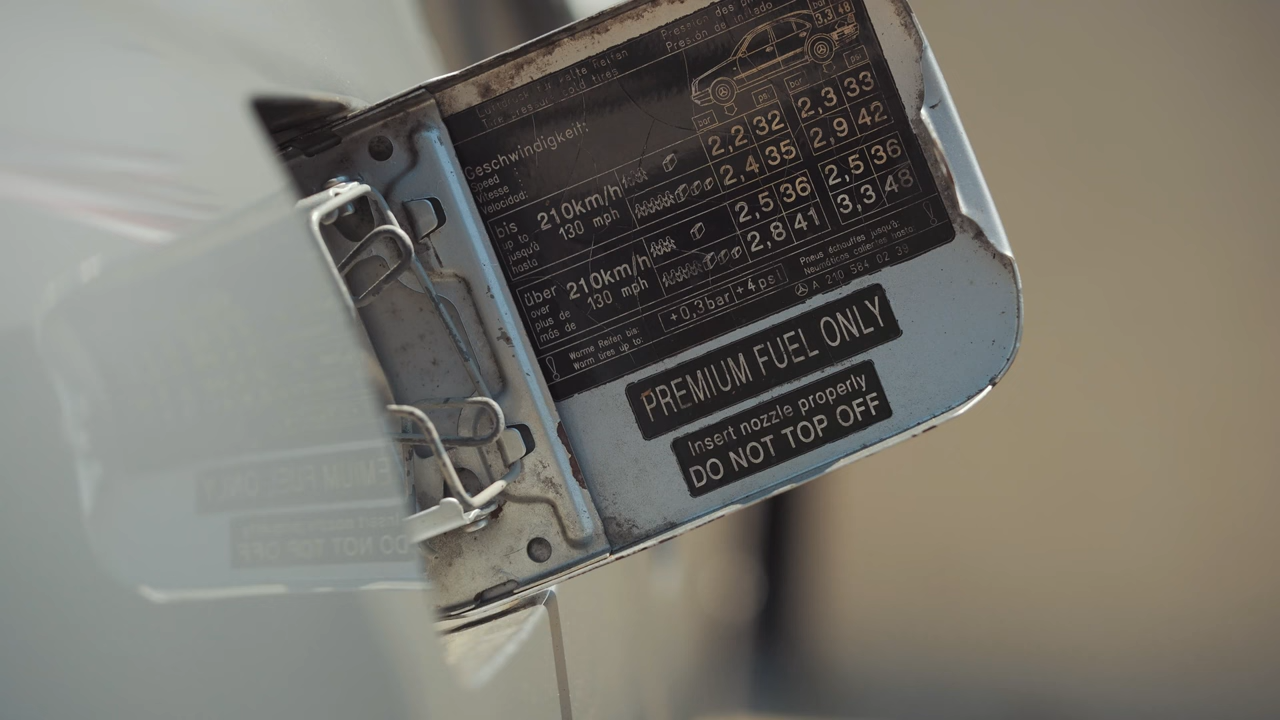 Luftdruck für kalte Reifen
Tire pressure cold tires
Pression des
Presión de inflado
bar 3,3 48
Geschwindigkeit:
Speed
Vitesse
Velocidad:
bar psi bar psi
bis
up to
jusqu'à
hasta
210km/h
130 mph
2,2 32 2,3 33
2,4 35 2,9 42
über
over
plus de
más de
210km/h
130 mph
2,5 36 2,5 36
2,8 41 3,3 48
Warme Reifen bis:
Warm tires up to:
+0,3bar +4psi
Pneus échauffés jusqu'à:
Neumáticos calientes hasta
A 210 584 02 39
PREMIUM FUEL ONLY
Insert nozzle properly
DO NOT TOP OFF